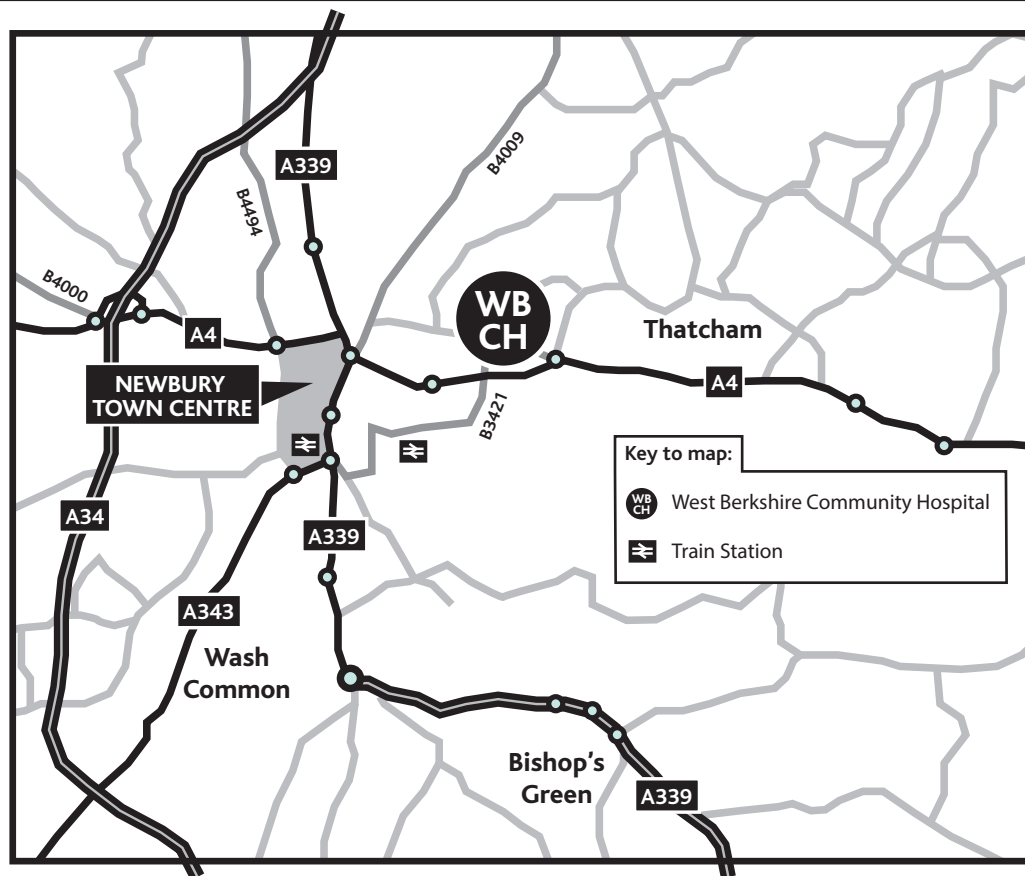 A339
B4009
B4494
B4000
WB
CH
A4
Thatcham
NEWBURY
TOWN CENTRE
A4
B3421
Key to map:
WB
CH
West Berkshire Community Hospital
Train Station
A34
A339
A343
Wash
Common
Bishop's
Green
A339